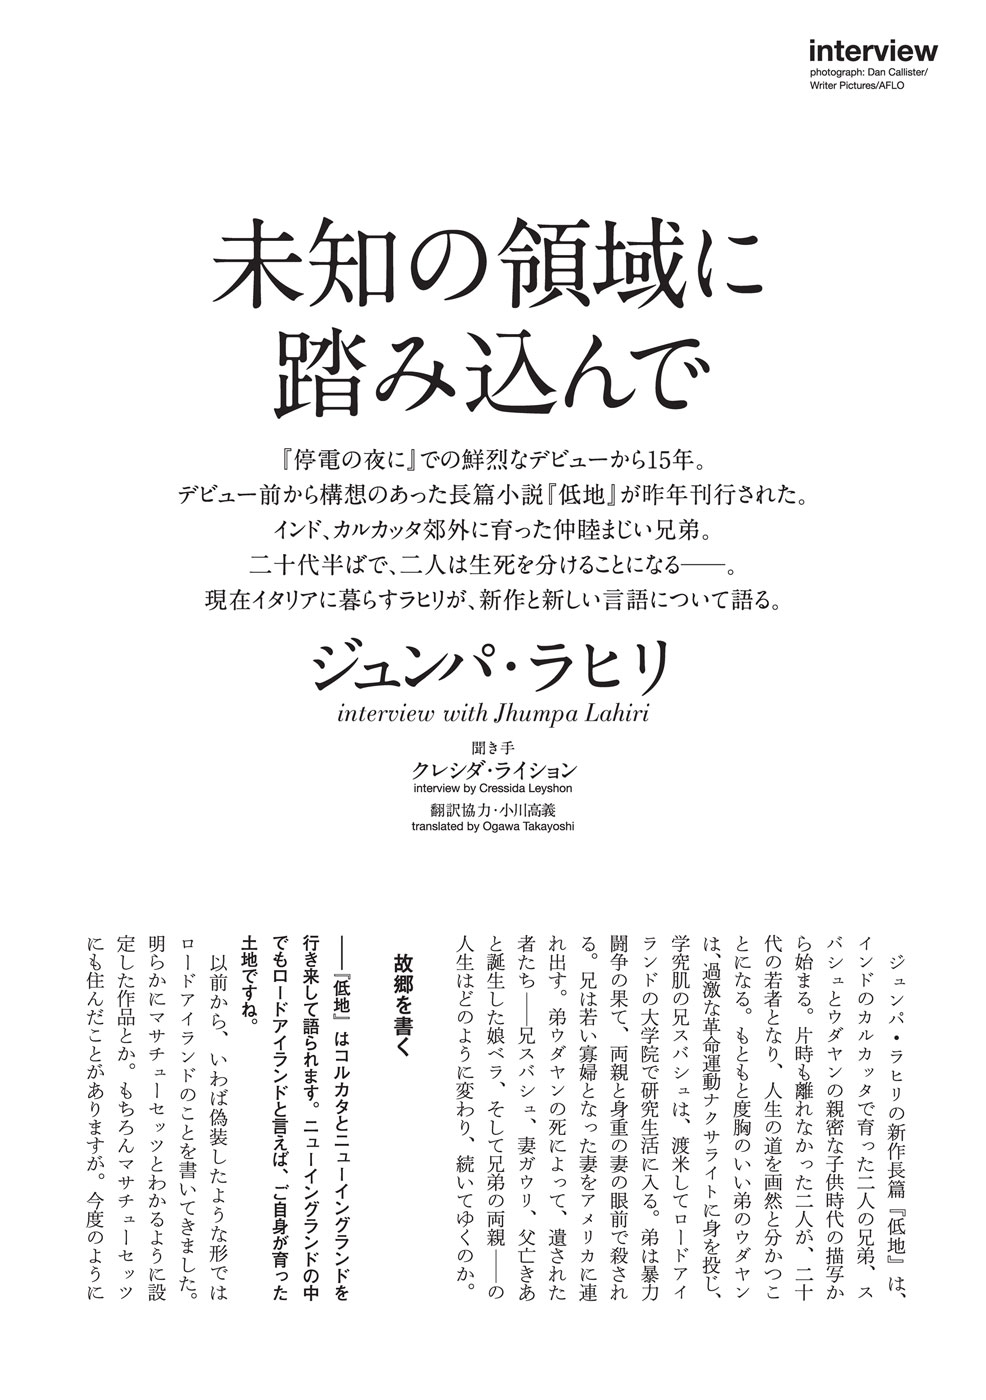 interview
photograph: Dan Callister/
Writer Pictures/AFLO
未知の領域に
踏み込んで
『停電の夜に』での鮮烈なデビューから15年。
デビュー前から構想のあった長篇小説『低地』が昨年刊行された。
インド、カルカッタ郊外に育った仲睦まじい兄弟。
二十代半ばで、二人は生死を分けることになる──。
現在イタリアに暮らすラヒリが、新作と新しい言語について語る。
ジュンパ・ラヒリ
interview with Jhumpa Lahiri
聞き手
クレシダ・ライション
interview by Cressida Leyshon
翻訳協力・小川高義
translated by Ogawa Takayoshi
ジュンパ・ラヒリの新作長篇『低地』は、
インドのカルカッタで育った二人の兄弟、ス
バシュとウダヤンの親密な子供時代の描写か
ら始まる。片時も離れなかった二人が、二十
代の若者となり、人生の道を画然と分かつこ
とになる。もともと度胸のいい弟のウダヤン
は、過激な革命運動ナクサライトに身を投じ、
学究肌の兄スバシュは、渡米してロードアイ
ランドの大学院で研究生活に入る。弟は暴力
闘争の果て、両親と身重の妻の眼前で殺され
る。兄は若い寡婦となった妻をアメリカに連
れ出す。弟ウダヤンの死によって、遺された
者たち──兄スバシュ、妻ガウリ、父亡きあ
と誕生した娘ベラ、そして兄弟の両親──の
人生はどのように変わり、続いてゆくのか。
故郷を書く
──『低地』はコルカタとニューイングランドを
行き来して語られます。ニューイングランドの中
でもロードアイランドと言えば、ご自身が育った
土地ですね。
以前から、いわば偽装したような形では
ロードアイランドのことを書いてきました。
明らかにマサチューセッツとわかるように設
定した作品とか。もちろんマサチューセッツ
にも住んだことがありますが。今度のように